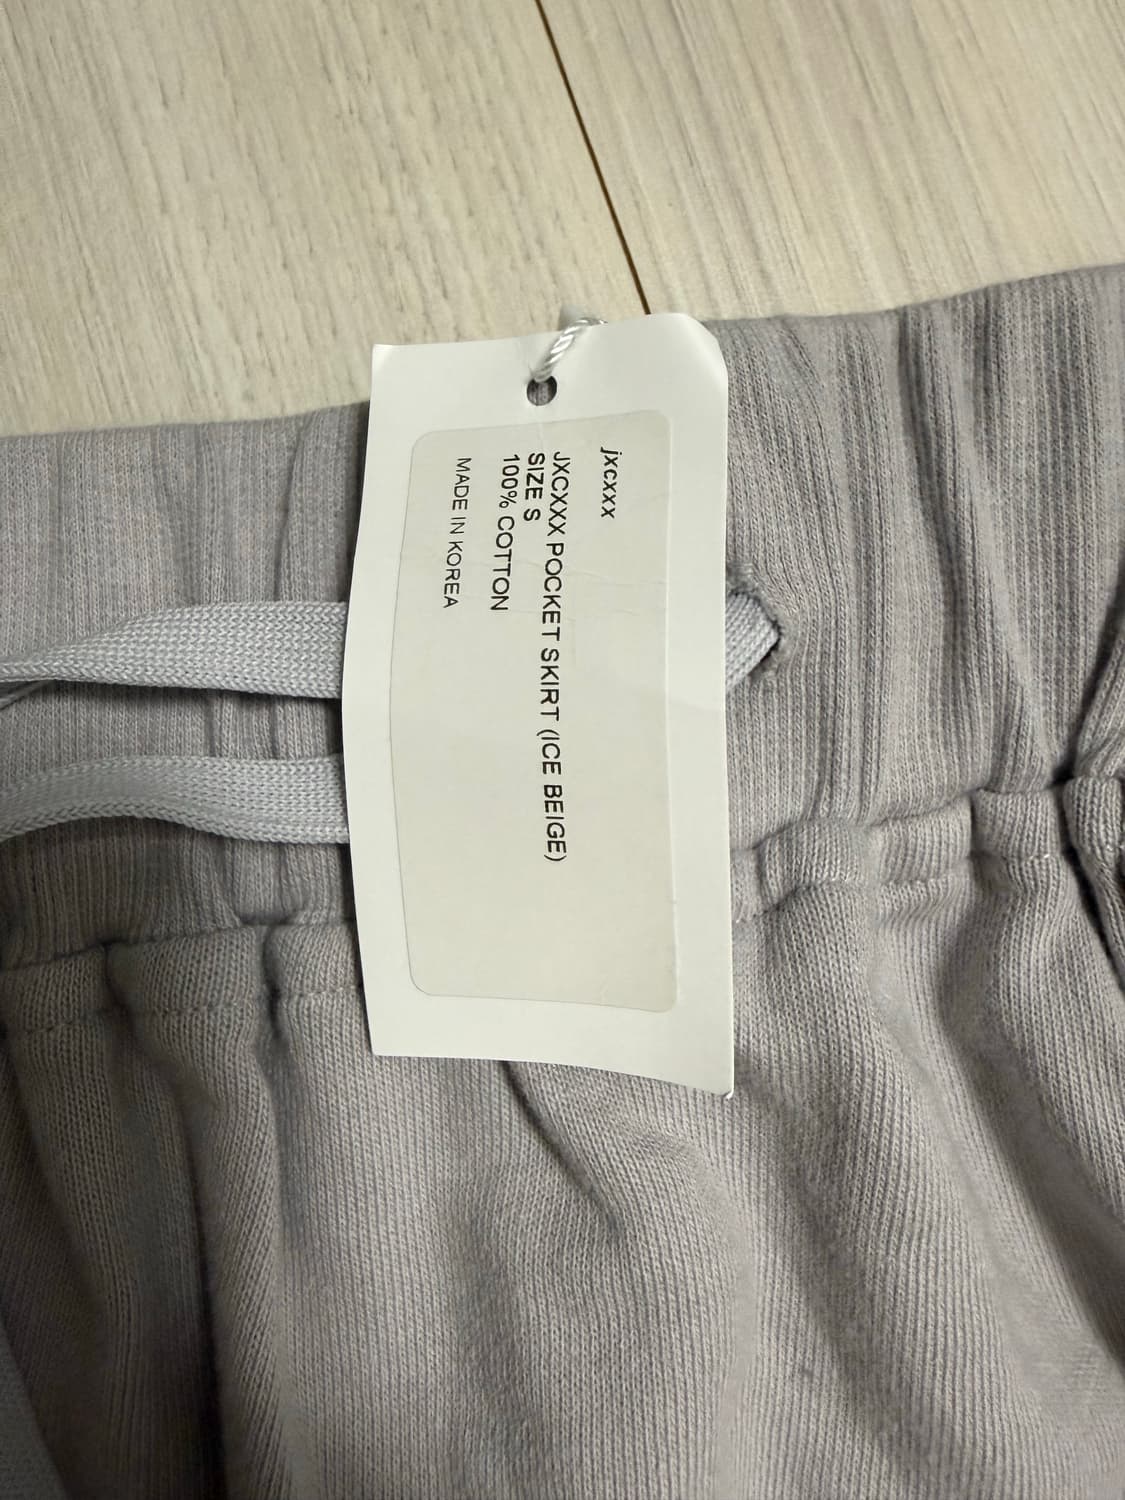 jxcxxx
JXCXXX POCKET SKIRT (ICE BEIGE)
SIZE S
100% COTTON
MADE IN KOREA